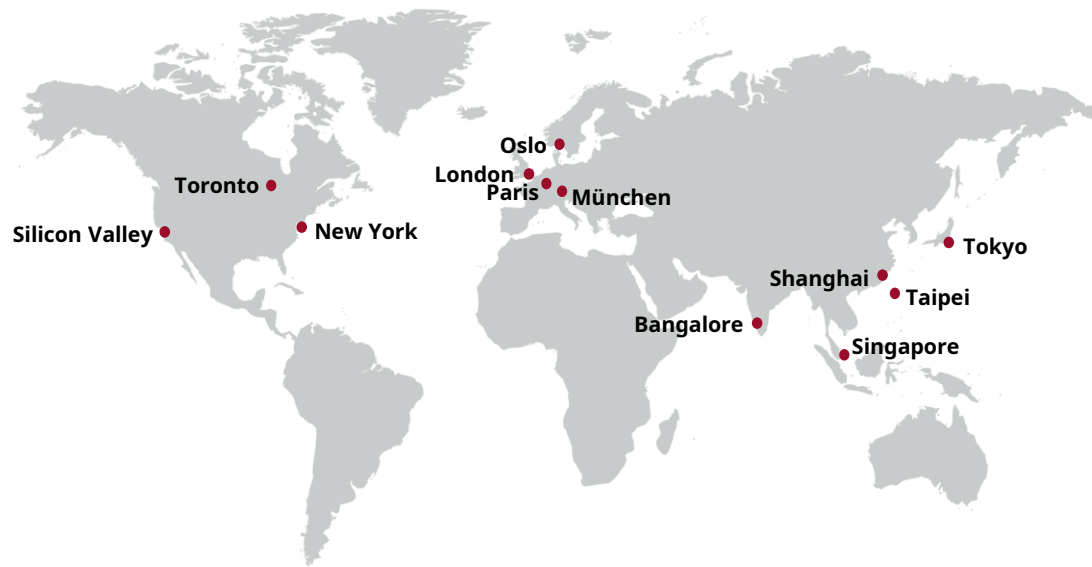 Oslo
London
Paris
München
Toronto
Silicon Valley
New York
Tokyo
Shanghai
Taipei
Bangalore
Singapore